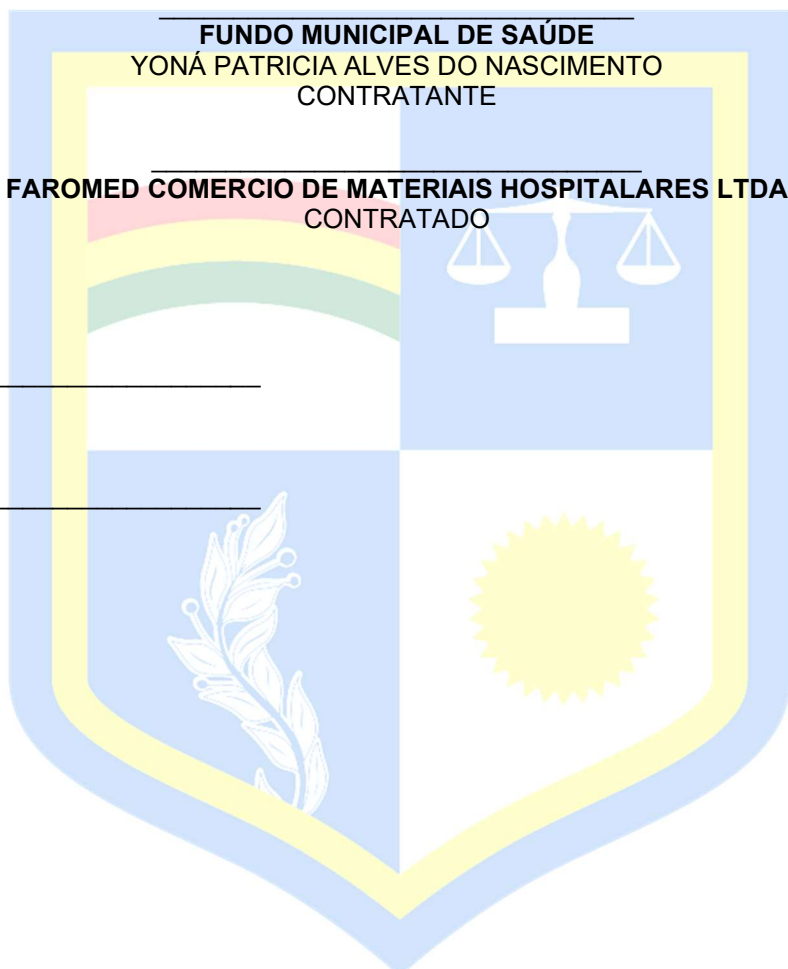 FUNDO MUNICIPAL DE SAÚDE
YONÁ PATRICIA ALVES DO NASCIMENTO
CONTRATANTE
FAROMED COMERCIO DE MATERIAIS HOSPITALARES LTDA
CONTRATADO